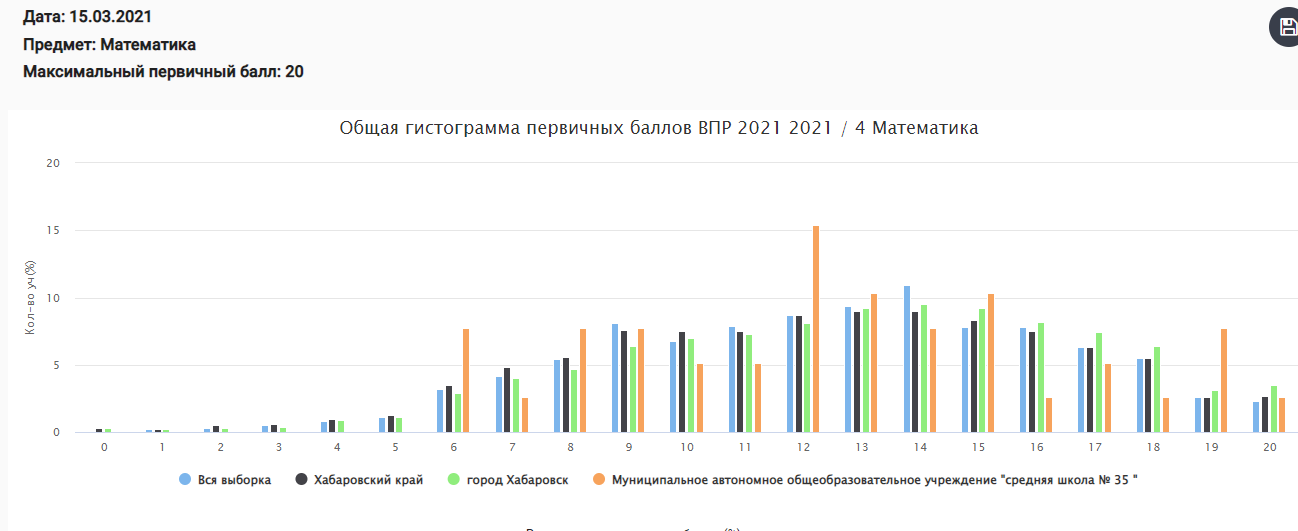 Дата: 15.03.2021
Предмет: Математика
Максимальный первичный балл: 20
Общая гистограмма первичных баллов ВПР 2021 2021 / 4 Математика
20
15
10
5
0
Кол-во уч(%)
0 1 2 3 4 5 6 7 8 9 10 11 12 13 14 15 16 17 18 19 20
Вся выборка Хабаровский край город Хабаровск Муниципальное автономное общеобразовательное учреждение "средняя школа № 35 "